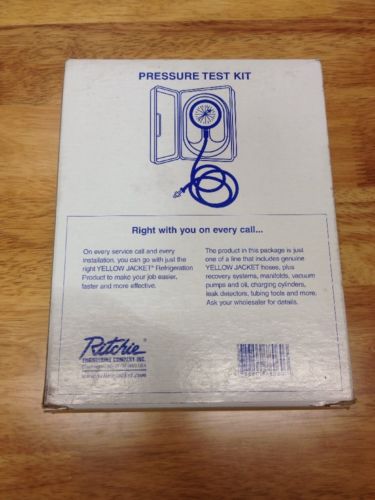 PRESSURE TEST KIT
Right with you on every call...
On every service call and every
installation, you can go with just the
right YELLOW JACKET® Refrigeration
Product to make your job easier,
faster and more effective.
The product in this package is just
one of a line that includes genuine
YELLOW JACKET hoses, plus
recovery systems, manifolds, vacuum
pumps and oil, charging cylinders,
leak detectors, tubing tools and more.
Ask your wholesaler for details.
Ritchie®
ENGINEERING COMPANY, INC.